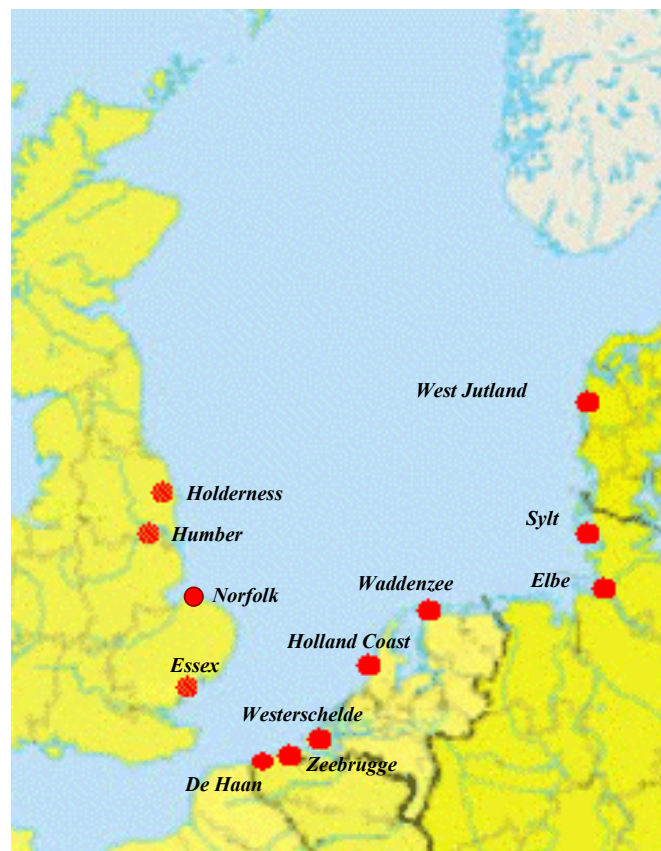 West Jutland
Holderness
Sylt
Humber
Elbe
Waddenzee
Norfolk
Holland Coast
Essex
Westerschelde
Zeebrugge
De Haan